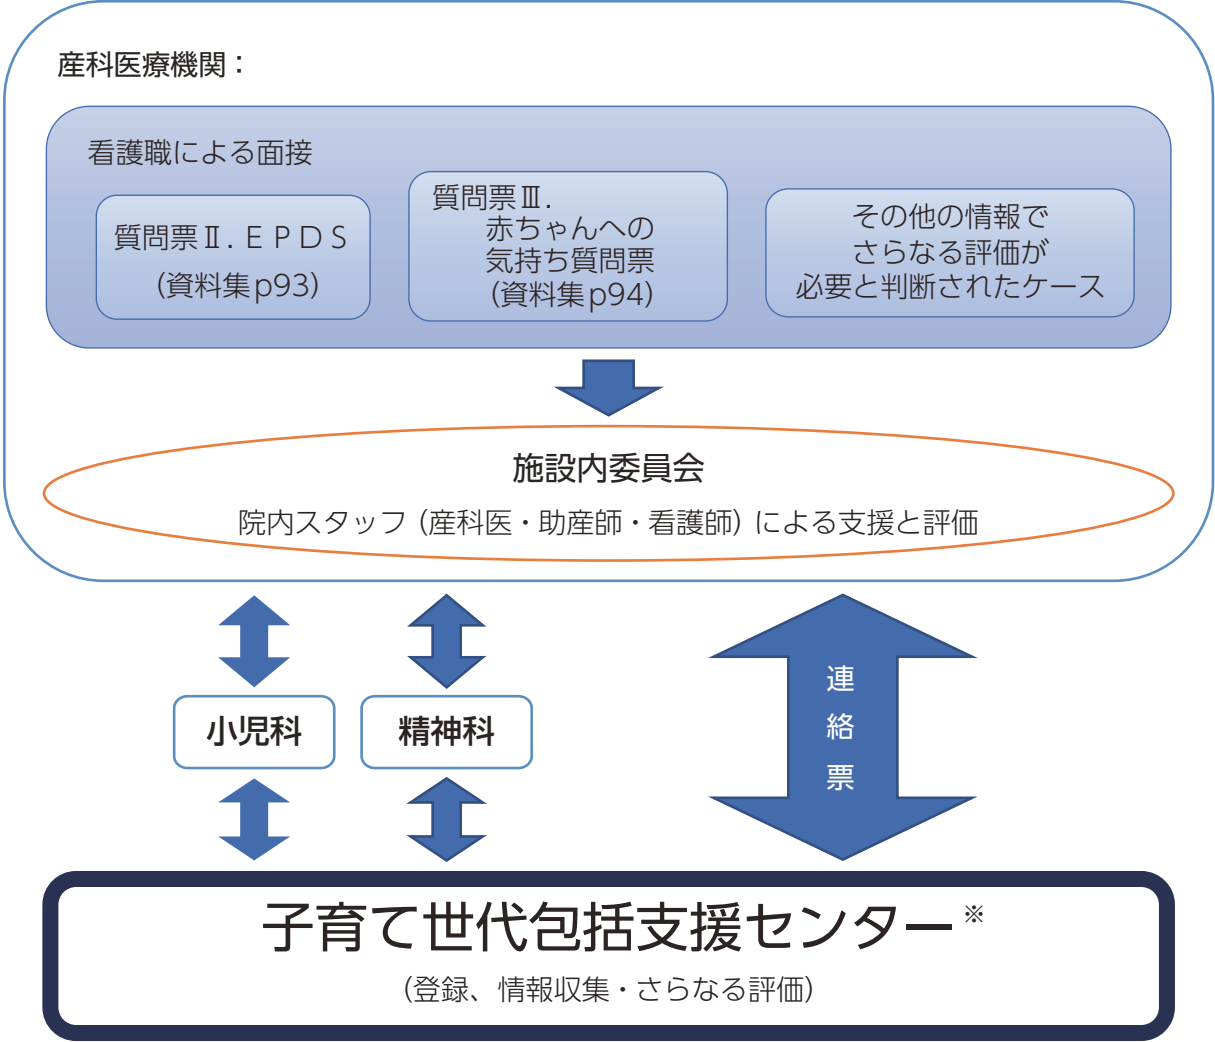 産科医療機関：
看護職による面接
質問票Ⅱ．ＥＰＤＳ
（資料集p93）
質問票Ⅲ．
赤ちゃんへの
気持ち質問票
（資料集p94）
その他の情報で
さらなる評価が
必要と判断されたケース
施設内委員会
院内スタッフ（産科医・助産師・看護師）による支援と評価
小児科
精神科
連
絡
票
子育て世代包括支援センター※
（登録、情報収集・さらなる評価）